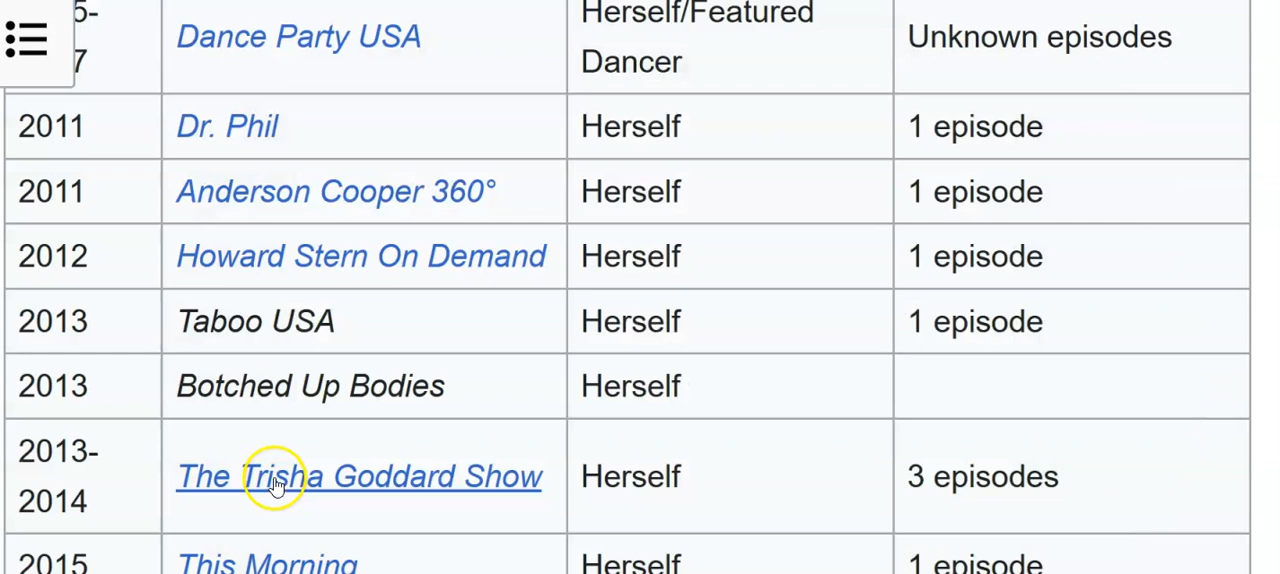 5-
7
Dance Party USA
Herself/Featured
Dancer
Unknown episodes
2011 Dr. Phil Herself 1 episode
2011 Anderson Cooper 360° Herself 1 episode
2012 Howard Stern On Demand Herself 1 episode
2013 Taboo USA Herself 1 episode
2013 Botched Up Bodies Herself
2013-
2014
The Trisha Goddard Show Herself 3 episodes
2015 This Morning Herself 1 episode